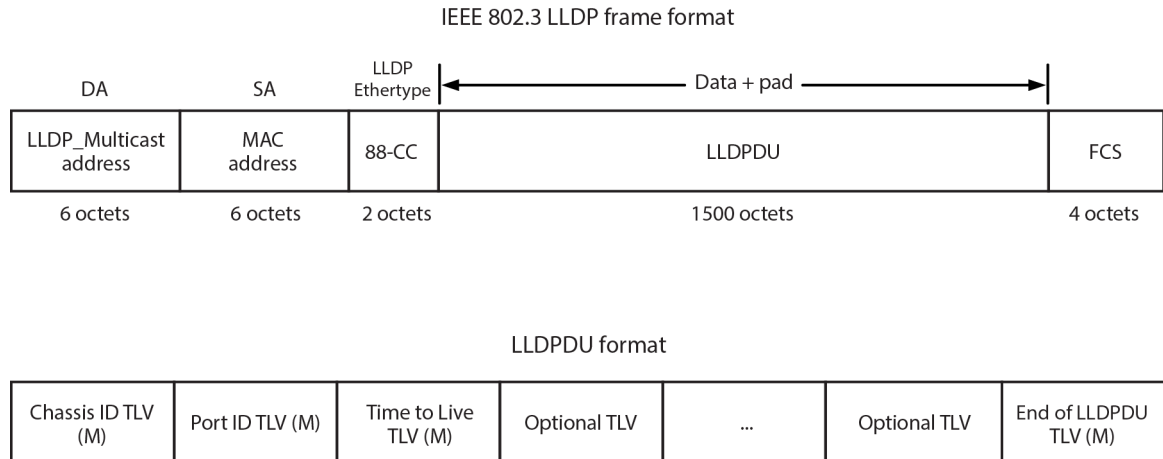 IEEE 802.3 LLDP frame format
DA
SA
LLDP
Ethertype
Data + pad
LLDP_Multicast
address
MAC
address
88-CC
LLDPDU
FCS
6 octets
6 octets
2 octets
1500 octets
4 octets
LLDPDU format
Chassis ID TLV
(M)
Port ID TLV (M)
Time to Live
TLV (M)
Optional TLV
...
Optional TLV
End of LLDPDU
TLV (M)